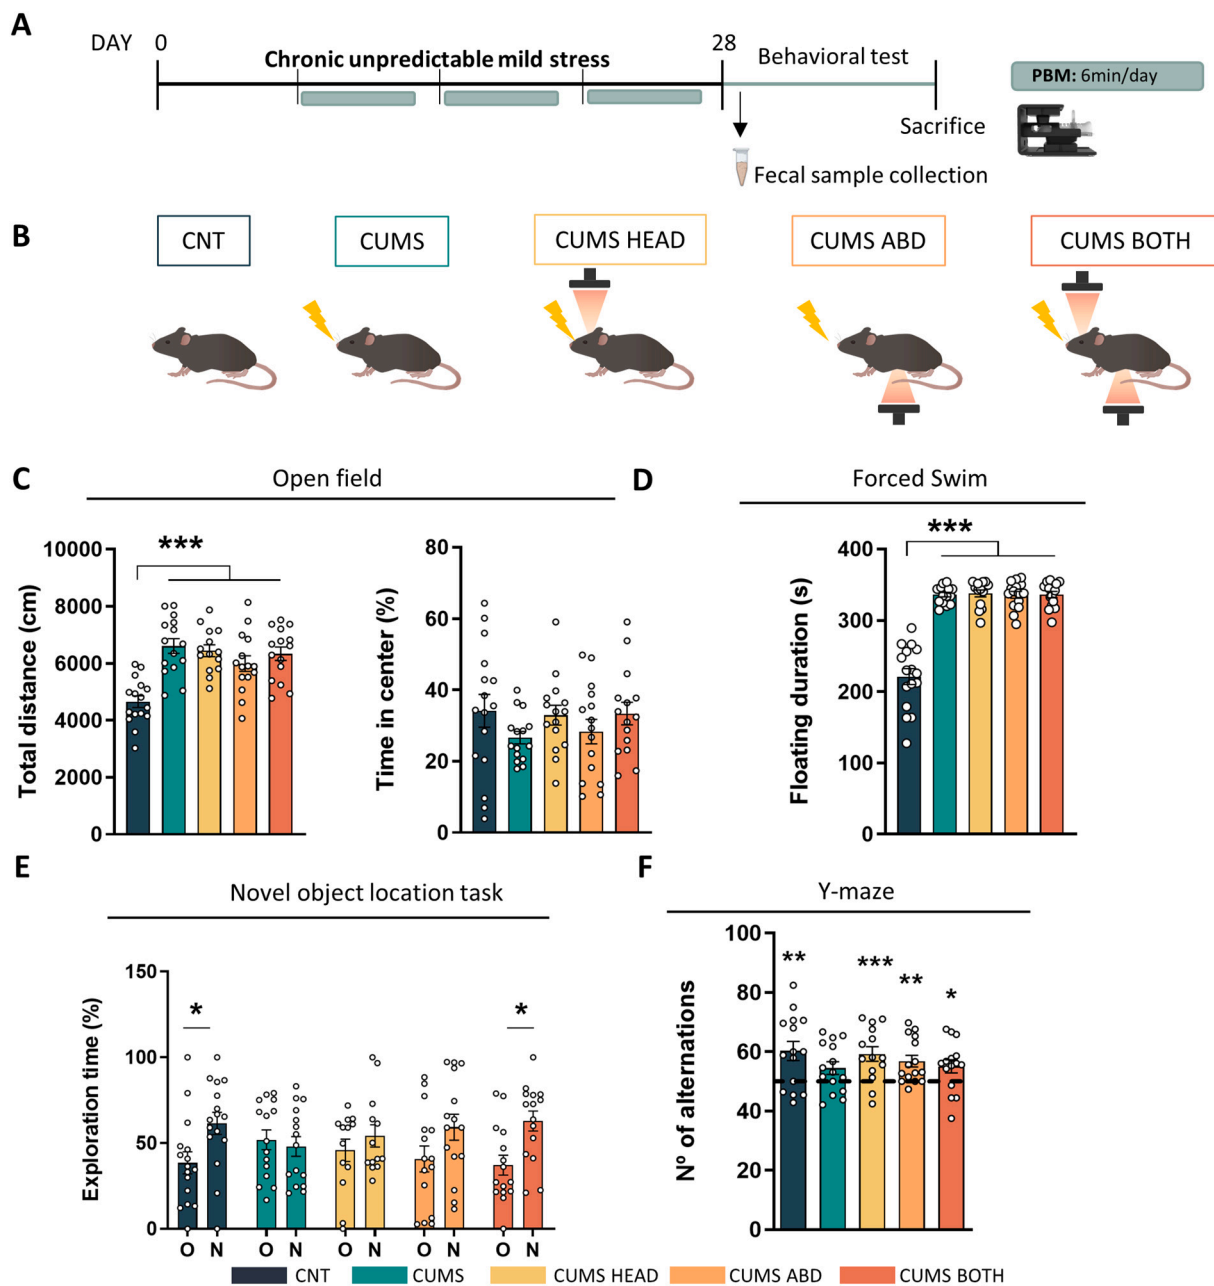 A
DAY
0
28
Chronic unpredictable mild stress
Behavioral test
PBM: 6min/day
Sacrifice
Fecal sample collection
B
CNT
CUMS
CUMS HEAD
CUMS ABD
CUMS BOTH
C
Open field
D
Forced Swim
***
Total distance (cm)
10000
8000
6000
4000
2000
0
Time in center (%)
80
60
40
20
0
***
Floating duration (s)
400
300
200
100
0
E
Novel object location task
F
Y-maze
Exploration time (%)
150
100
50
0
*
*
O N O N O N O N O N
Nº of alternations
100
80
60
40
20
0
**
***
**
*
CNT
CUMS
CUMS HEAD
CUMS ABD
CUMS BOTH